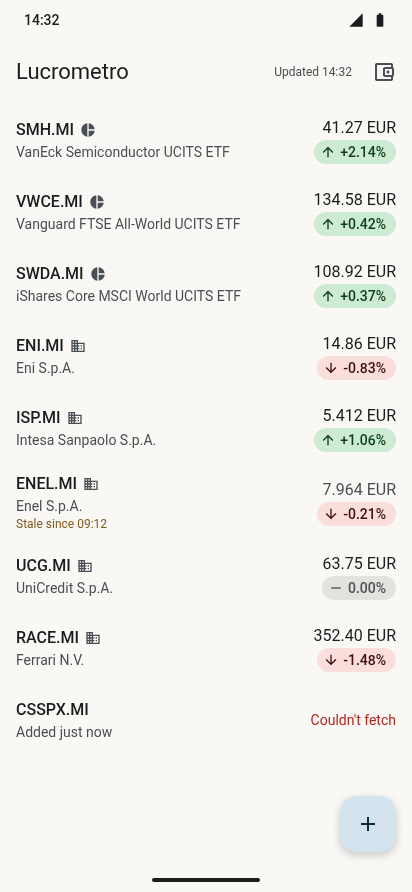 14:32
Lucrometro
Updated 14:32
SMH.MI
41.27 EUR
VanEck Semiconductor UCITS ETF
+2.14%
VWCE.MI
134.58 EUR
Vanguard FTSE All-World UCITS ETF
+0.42%
SWDA.MI
108.92 EUR
iShares Core MSCI World UCITS ETF
+0.37%
ENI.MI
14.86 EUR
Eni S.p.A.
-0.83%
ISP.MI
5.412 EUR
Intesa Sanpaolo S.p.A.
+1.06%
ENEL.MI
7.964 EUR
Enel S.p.A.
-0.21%
Stale since 09:12
UCG.MI
63.75 EUR
UniCredit S.p.A.
0.00%
RACE.MI
352.40 EUR
Ferrari N.V.
-1.48%
CSSPX.MI
Couldn't fetch
Added just now